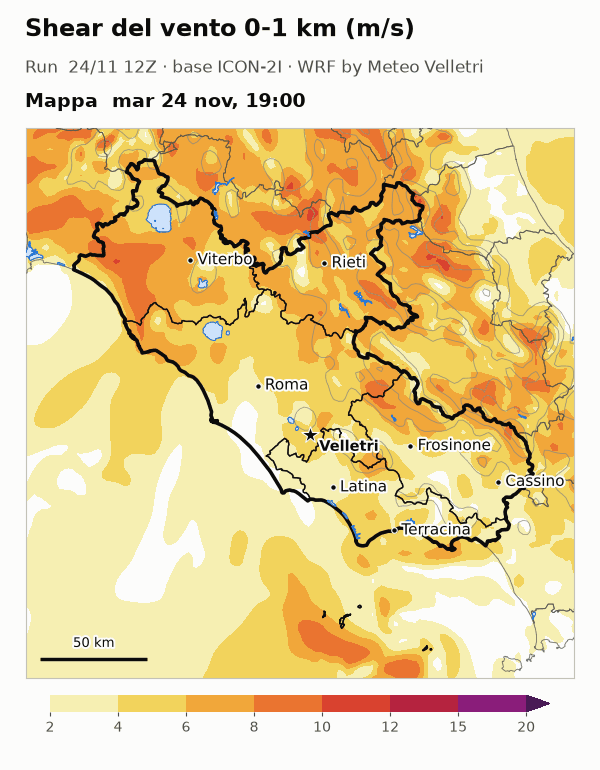 Shear del vento 0-1 km (m/s)
Run  24/11 12Z · base ICON-2I · WRF by Meteo Velletri
Mappa  mar 24 nov, 19:00
Viterbo
Rieti
Roma
Velletri
Frosinone
Cassino
Latina
Terracina
50 km
2 4 6 8 10 12 15 20